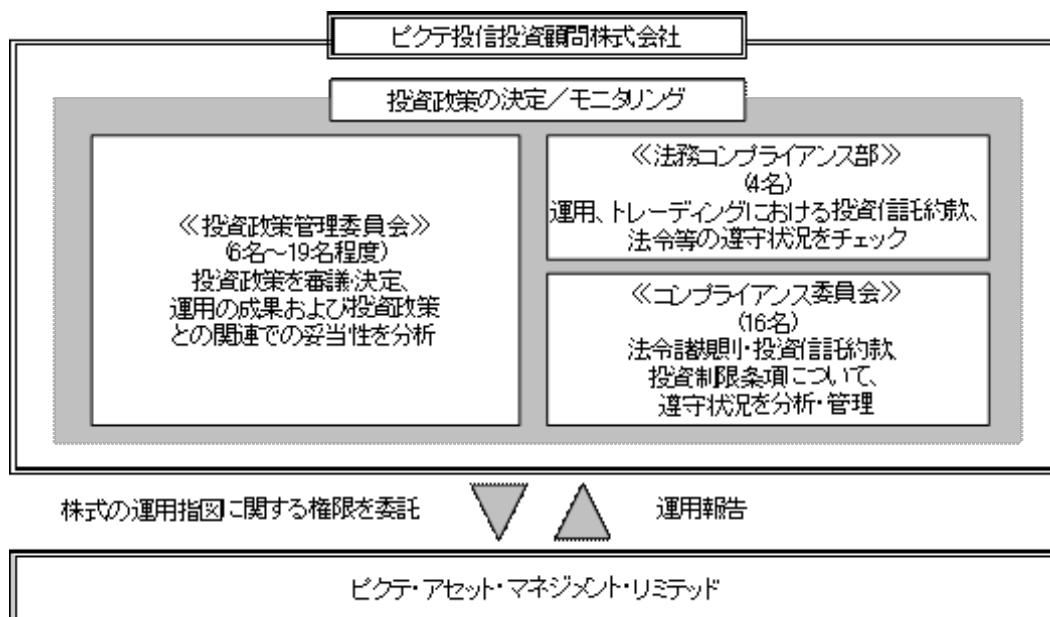 ピクテ投信投資顧問株式会社
投資政策の決定／モニタリング
≪投資政策管理委員会≫
(6名～19名程度)
投資政策を審議・決定、
運用の成果および投資政策
との関連での妥当性を分析
≪法務コンプライアンス部≫
(4名)
運用、トレーディングにおける投資信託約款、
法令等の遵守状況をチェック
≪コンプライアンス委員会≫
(16名)
法令諸規則・投資信託約款
投資制限条項について、
遵守状況を分析・管理
株式の運用指図に関する権限を委託
運用報告
ピクテ・アセット・マネジメント・リミテッド